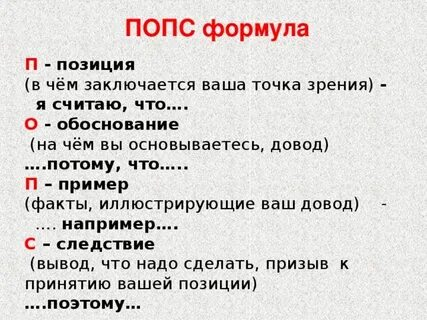 ПОПС формула
П - позиция
(в чём заключается ваша точка зрения) -
я считаю, что….
О - обоснование
(на чём вы основываетесь, довод)
….потому, что…..
П – пример
(факты, иллюстрирующие ваш довод) -
…. например….
С – следствие
(вывод, что надо сделать, призыв к
принятию вашей позиции)
….поэтому…